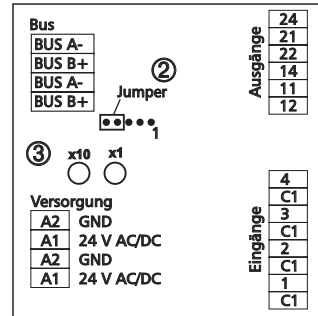 Bus
BUS A-
BUS B+
BUS A-
BUS B+
②
Jumper
1
③
x10 x1
Versorgung
A2 GND
A1 24 V AC/DC
A2 GND
A1 24 V AC/DC
Ausgänge
24
21
22
14
11
12
Eingänge
4
C1
3
C1
2
C1
1
C1